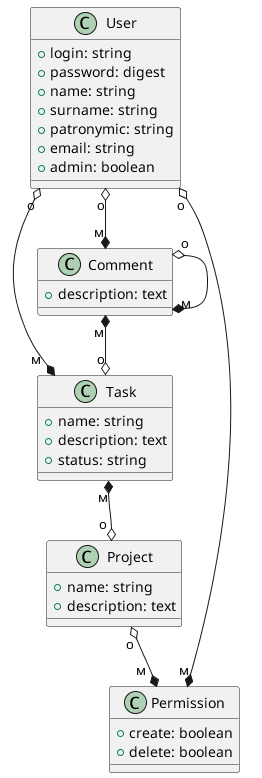 C User
login: string
password: digest
name: string
surname: string
patronymic: string
email: string
admin: boolean
o
o
o
м
o
C Comment
description: text
м
м
м
o
C Task
name: string
description: text
status: string
м
o
C Project
name: string
description: text
o
м
м
C Permission
create: boolean
delete: boolean